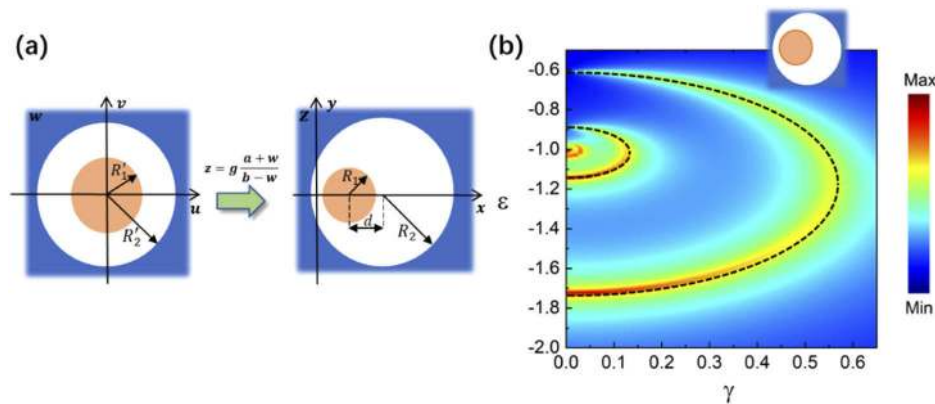 (a)
w
v
u
R'₁
R'₂
z = g (a + w)/(b - w)
Z
y
x
R₁
d
R₂
(b)
ε
-0.6
-0.8
-1.0
-1.2
-1.4
-1.6
-1.8
-2.0
0.0 0.1 0.2 0.3 0.4 0.5 0.6
γ
Max
Min